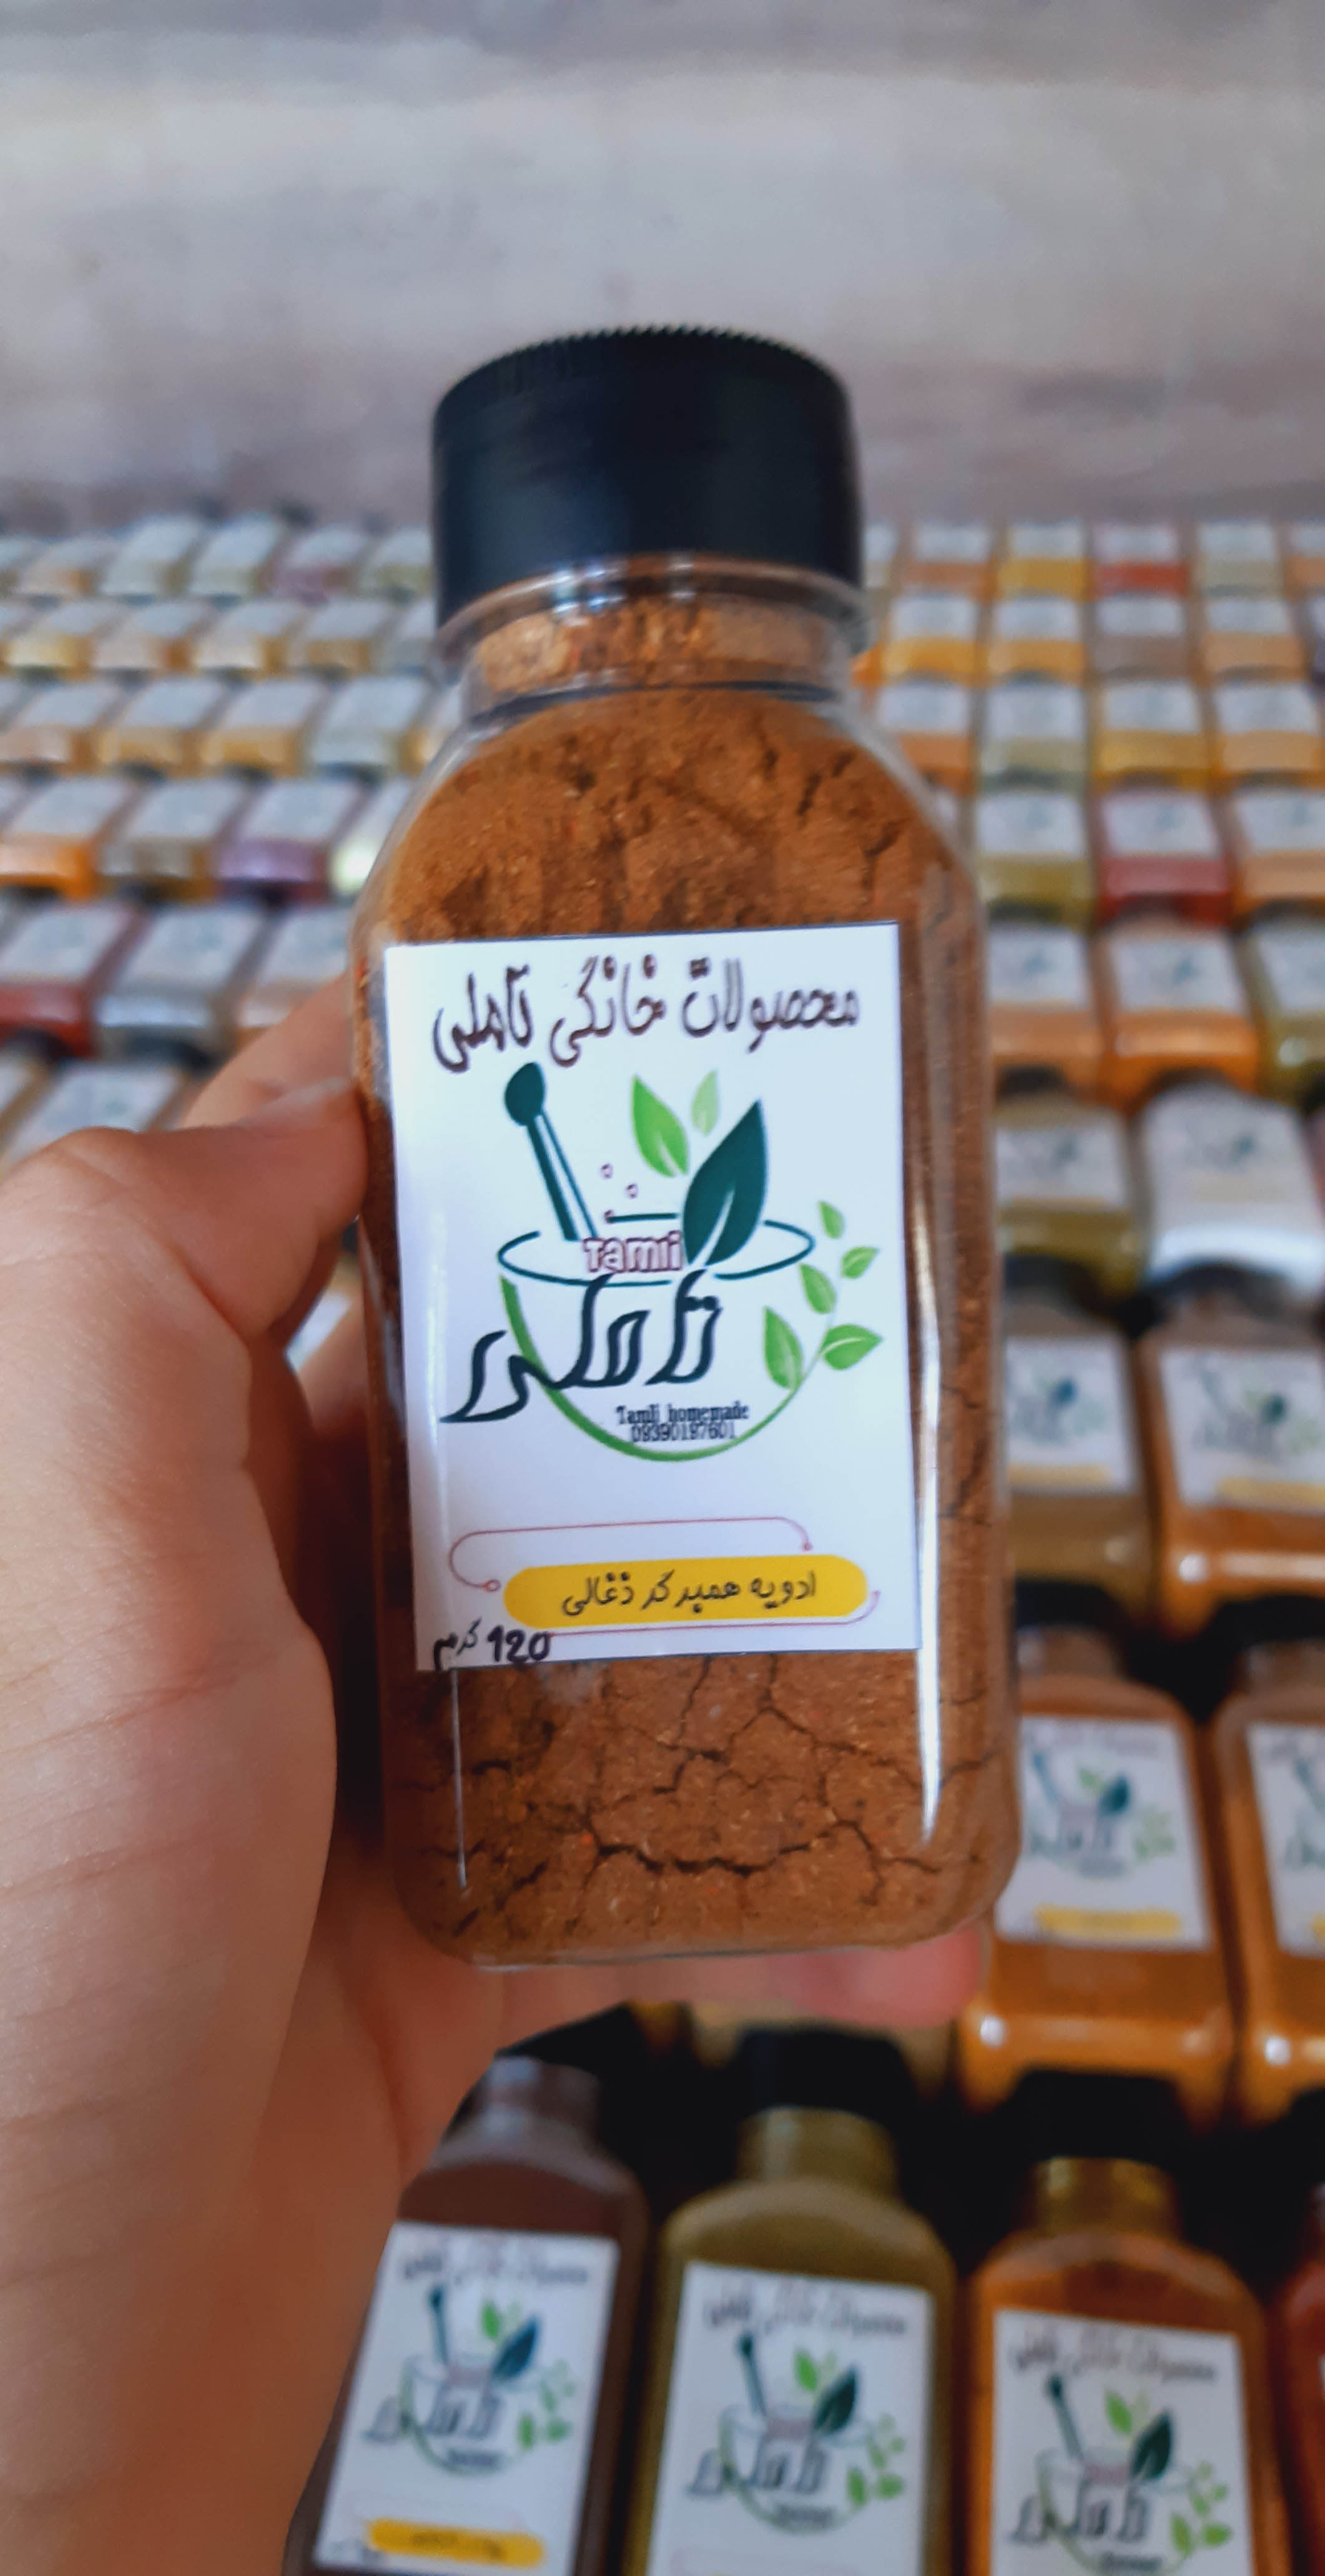 محصولات خانگی تاملی
Tamli
تاملی
Tamli homemade
09390197601
ادویه همبرگر ذغالی
120 گرم